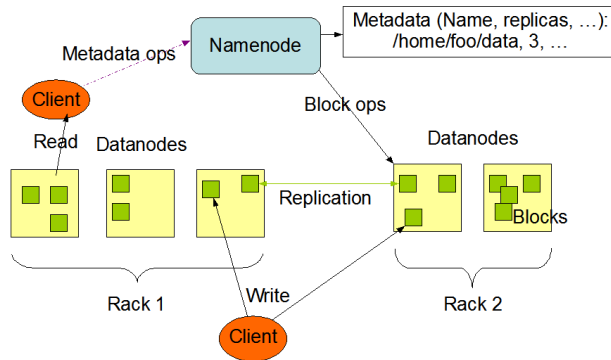 Metadata (Name, replicas, …):
/home/foo/data, 3, …
Namenode
Metadata ops
Client
Block ops
Read
Datanodes
Datanodes
Replication
Blocks
Rack 1
Write
Rack 2
Client